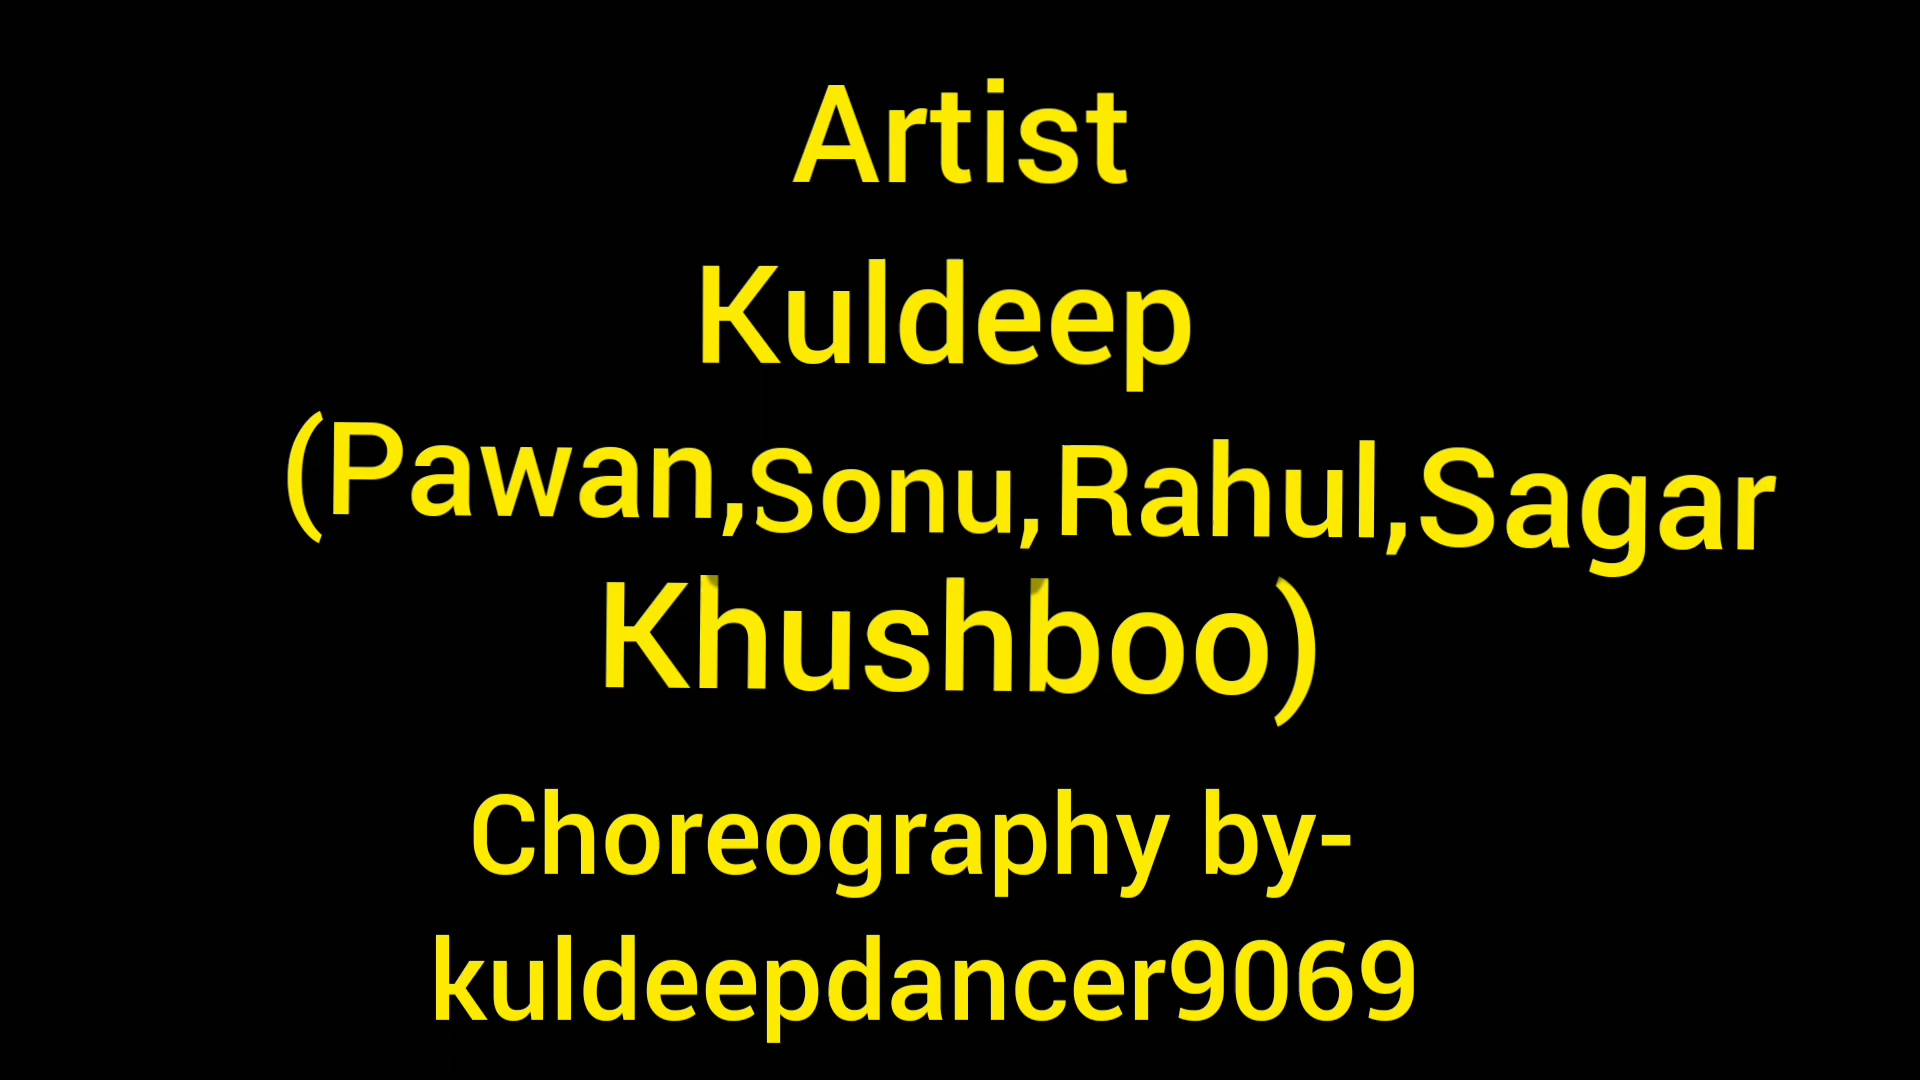 Artist
Kuldeep
(Pawan,Sonu,Rahul,Sagar
Khushboo)
Choreography by-
kuldeepdancer9069